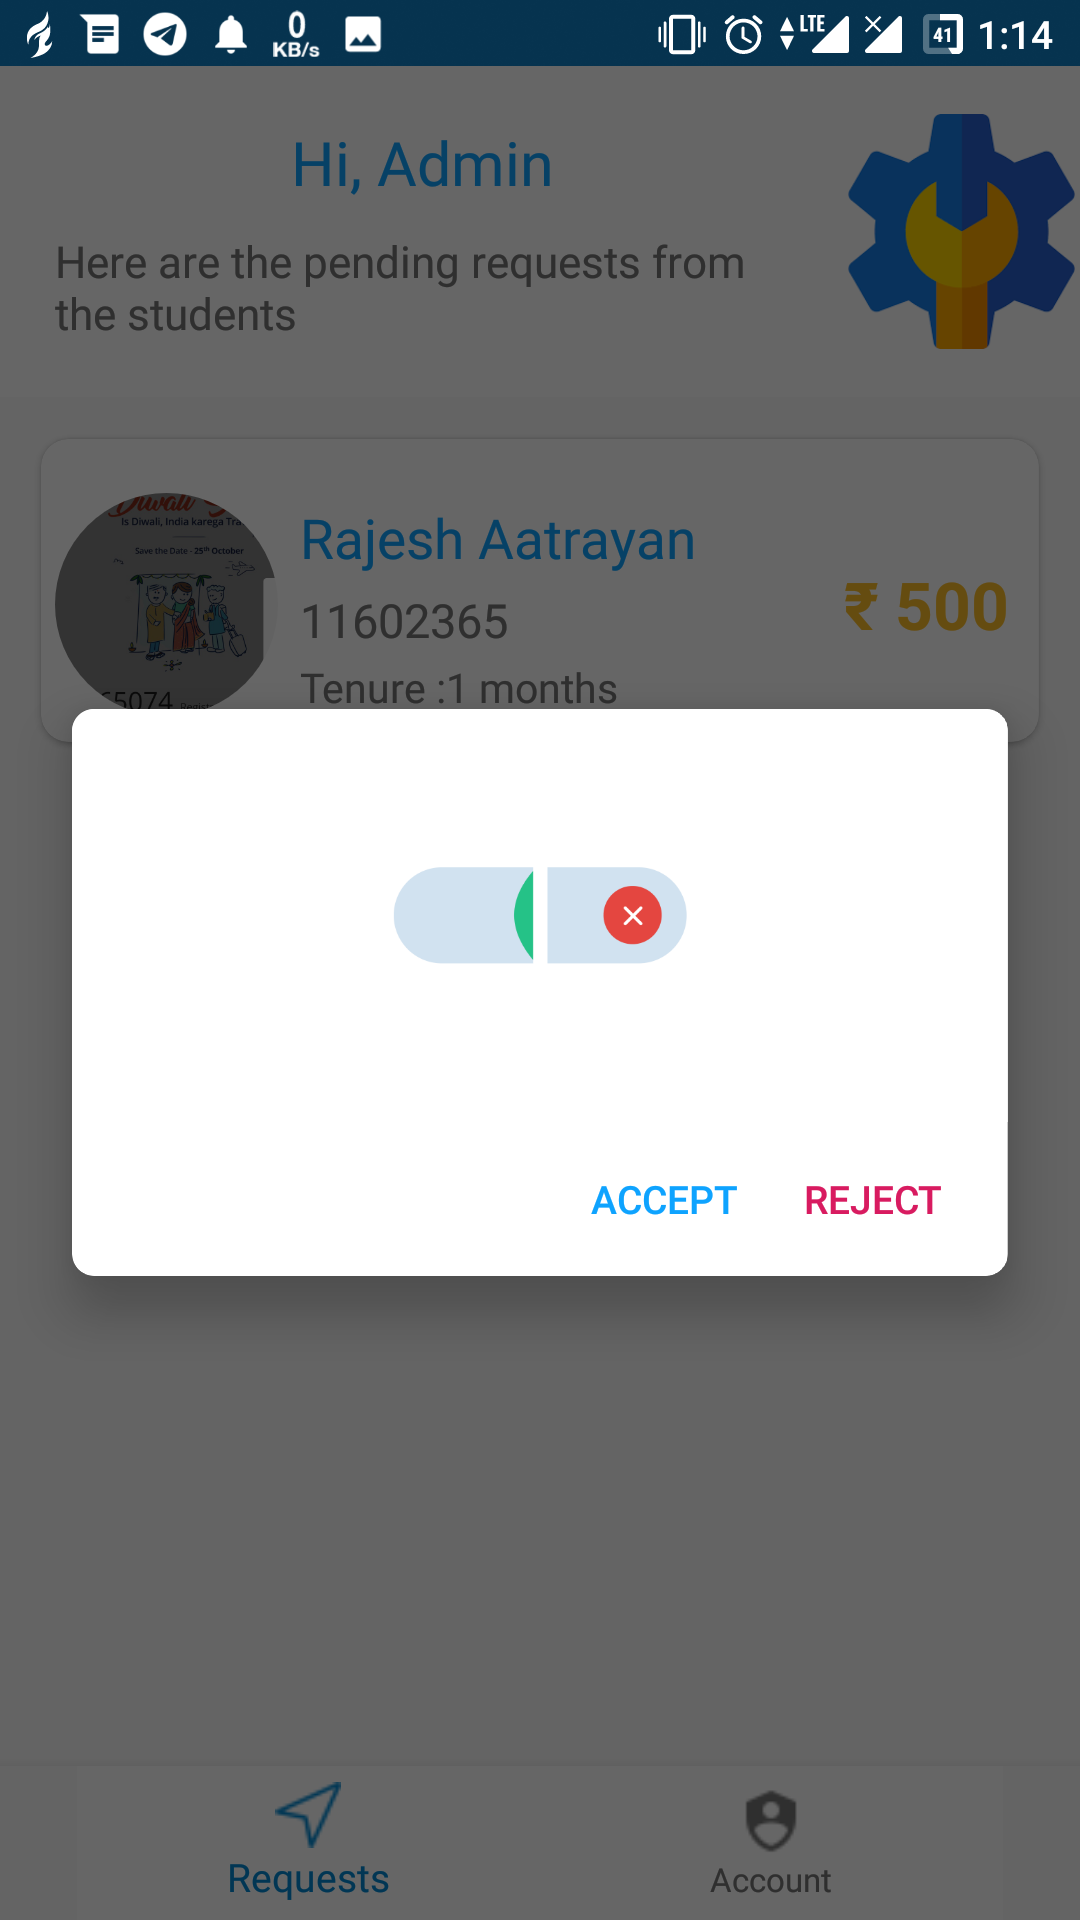 0
KB/s
LTE
41
1:14
Hi, Admin
Here are the pending requests from
the students
Diwali
Is Diwali, India karega Tra
Save the Date - 25th October
65074
Rajesh Aatrayan
11602365
Tenure :1 months
₹ 500
ACCEPT
REJECT
Requests
Account